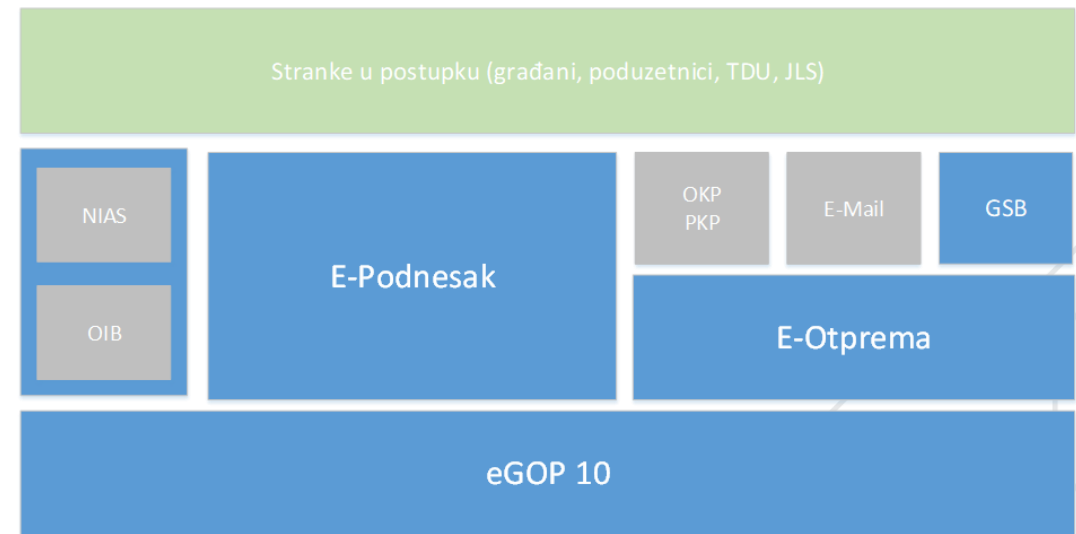 Stranke u postupku (građani, poduzetnici, TDU, JLS)
NIAS
OIB
E-Podnesak
OKP
PKP
E-Mail
GSB
E-Otprema
eGOP 10